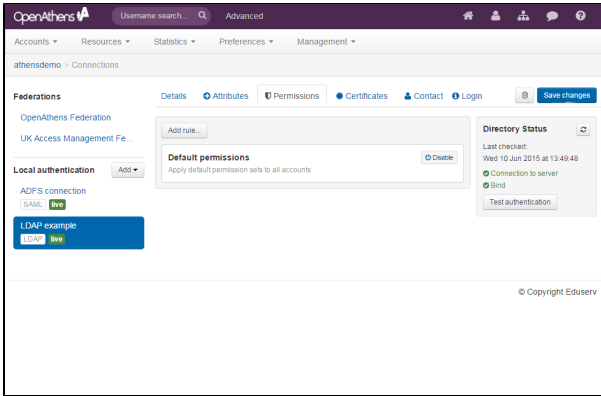 OpenAthens
Username search...
Advanced
Accounts
Resources
Statistics
Preferences
Management
athensdemo > Connections
Federations
OpenAthens Federation
UK Access Management Fe...
Local authentication
Add
ADFS connection
SAML live
LDAP example
LDAP live
Details
Attributes
Permissions
Certificates
Contact
Login
Save changes
Add rule...
Default permissions
Disable
Apply default permission sets to all accounts
Directory Status
Last checked:
Wed 10 Jun 2015 at 13:49:48
Connection to server
Bind
Test authentication
© Copyright Eduserv